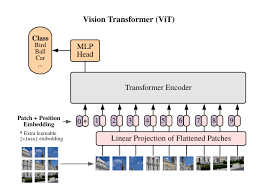 Vision Transformer (ViT)
Class
Bird
Ball
Car
...
MLP
Head
Transformer Encoder
Patch + Position
Embedding
* Extra learnable
[class] embedding
0 * 1 2 3 4 5 6 7 8 9
Linear Projection of Flattened Patches